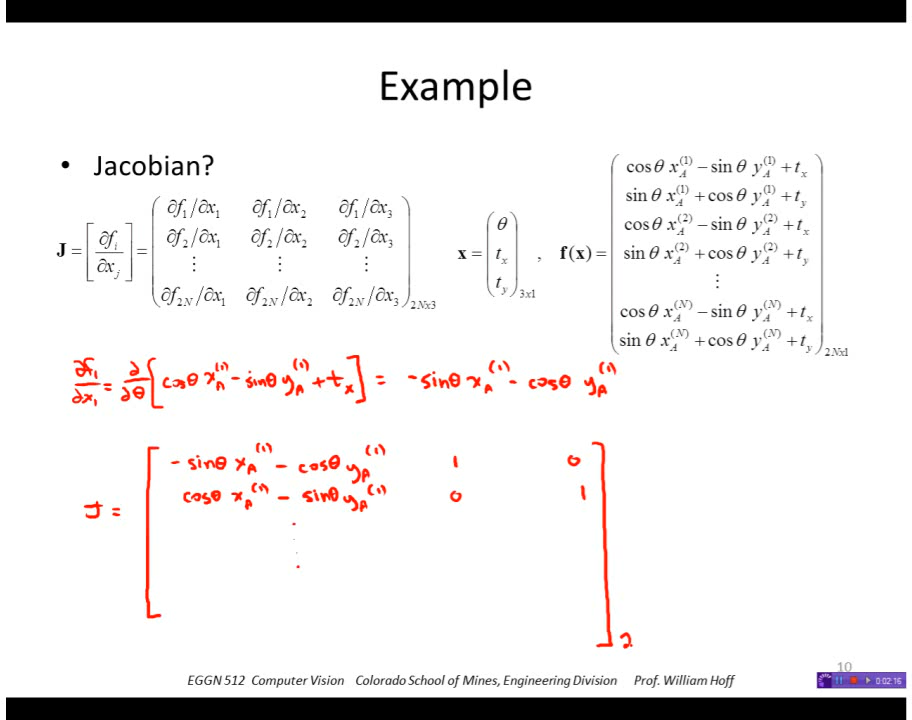 Example
• Jacobian?
J = [∂f_i/∂x_j] = ( ∂f_1/∂x_1 ∂f_1/∂x_2 ∂f_1/∂x_3
∂f_2/∂x_1 ∂f_2/∂x_2 ∂f_2/∂x_3
⋮ ⋮ ⋮
∂f_2N/∂x_1 ∂f_2N/∂x_2 ∂f_2N/∂x_3 )_2Nx3
x = ( θ
t_x
t_y )_3x1 ,
f(x) = ( cos θ x_A^(1) − sin θ y_A^(1) + t_x
sin θ x_A^(1) + cos θ y_A^(1) + t_y
cos θ x_A^(2) − sin θ y_A^(2) + t_x
sin θ x_A^(2) + cos θ y_A^(2) + t_y
⋮
cos θ x_A^(N) − sin θ y_A^(N) + t_x
sin θ x_A^(N) + cos θ y_A^(N) + t_y )_2Nx1
∂f_1/∂x_1 = ∂/∂θ [ cosθ x_A^(1) − sinθ y_A^(1) + t_x ] = − sinθ x_A^(1) − cosθ y_A^(1)
J = [ − sinθ x_A^(1) − cosθ y_A^(1) 1 0
cosθ x_A^(1) − sinθ y_A^(1) 0 1
⋮
]_2
10
EGGN 512 Computer Vision Colorado School of Mines, Engineering Division Prof. William Hoff
0:02:16